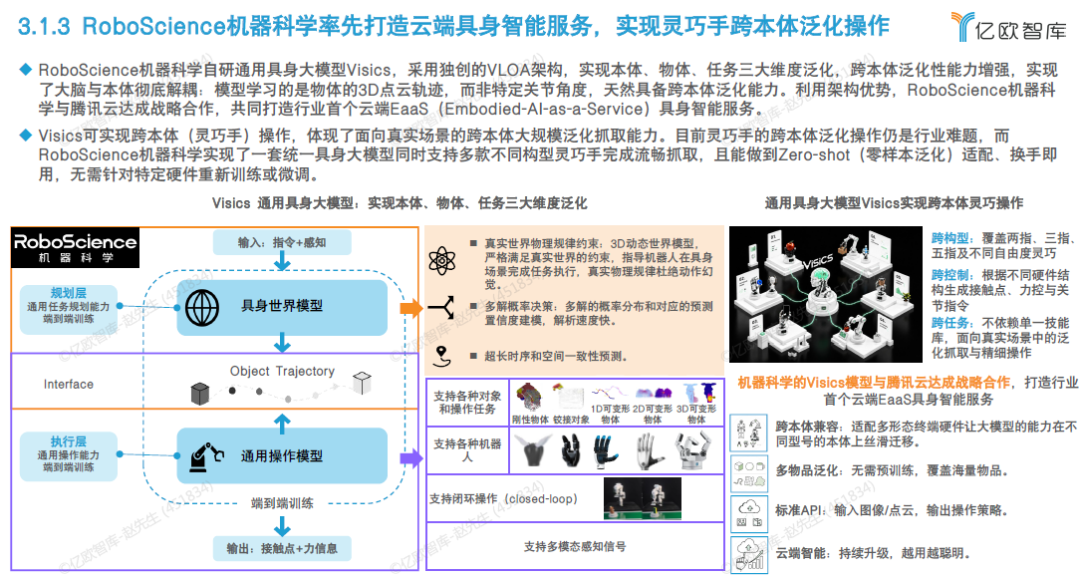 3.1.3 RoboScience机器科学率先打造云端具身智能服务，实现灵巧手跨本体泛化操作
亿欧智库
◆ RoboScience机器科学自研通用具身大模型Visics，采用独创的VLOA架构，实现本体、物体、任务三大维度泛化，跨本体泛化性能力增强，实现
了大脑与本体彻底解耦：模型学习的是物体的3D点云轨迹，而非特定关节角度，天然具备跨本体泛化能力。利用架构优势，RoboScience机器科
学与腾讯云达成战略合作，共同打造行业首个云端EaaS（Embodied-AI-as-a-Service）具身智能服务。
◆ Visics可实现跨本体（灵巧手）操作，体现了面向真实场景的跨本体大规模泛化抓取能力。目前灵巧手的跨本体泛化操作仍是行业难题，而
RoboScience机器科学实现了一套统一具身大模型同时支持多款不同构型灵巧手完成流畅抓取，且能做到Zero-shot（零样本泛化）适配、换手即
用，无需针对特定硬件重新训练或微调。
Visics 通用具身大模型：实现本体、物体、任务三大维度泛化
RoboScience
机器科学
输入：指令+感知
规划层
通用任务规划能力
端到端训练
具身世界模型
Interface
Object Trajectory
执行层
通用操作能力
端到端训练
通用操作模型
端到端训练
输出：接触点+力信息
■ 真实世界物理规律约束：3D动态世界模型，
严格满足真实世界的约束，指导机器人在具身
场景完成任务执行，真实物理规律杜绝动作幻
觉。
■ 多解概率决策：多解的概率分布和对应的预测
置信度建模，解析速度快。
■ 超长时序和空间一致性预测。
支持各种对象
和操作任务
刚性物体 铰接对象 1D可变形
物体 2D可变形
物体 3D可变形
物体
支持各种机器
人
支持闭环操作（closed-loop）
支持多模态感知信号
通用具身大模型Visics实现跨本体灵巧操作
VISICS
跨构型：覆盖两指、三指、
五指及不同自由度灵巧
跨控制：根据不同硬件结
构生成接触点、力控与关
节指令
跨任务：不依赖单一技能
库，面向真实场景中的泛
化抓取与精细操作
机器科学的Visics模型与腾讯云达成战略合作，打造行业
首个云端EaaS具身智能服务
跨本体兼容：适配多形态终端硬件让大模型的能力在不
同型号的本体上丝滑迁移。
多物品泛化：无需预训练，覆盖海量物品。
标准API：输入图像/点云，输出操作策略。
云端智能：持续升级，越用越聪明。
©亿欧智库-赵先生 (451834)